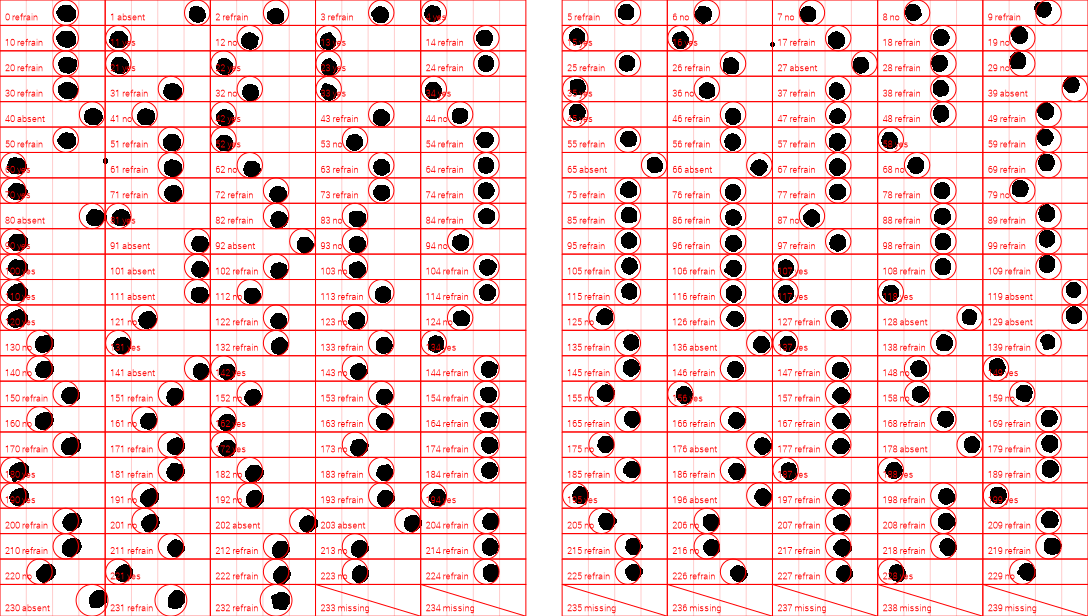 0 refrain 1 absent 2 refrain 3 refrain 4 yes 5 refrain 6 no 7 no 8 no 9 refrain
10 refrain 11 yes 12 no 13 yes 14 refrain 15 yes 16 yes 17 refrain 18 refrain 19 no
20 refrain 21 yes 22 yes 23 yes 24 refrain 25 refrain 26 refrain 27 absent 28 refrain 29 no
30 refrain 31 refrain 32 no 33 yes 34 yes 35 yes 36 no 37 refrain 38 refrain 39 absent
40 absent 41 no 42 yes 43 refrain 44 no 45 yes 46 refrain 47 refrain 48 refrain 49 refrain
50 refrain 51 refrain 52 yes 53 no 54 refrain 55 refrain 56 refrain 57 refrain 58 yes 59 refrain
60 yes 61 refrain 62 no 63 refrain 64 refrain 65 absent 66 absent 67 refrain 68 no 69 refrain
70 yes 71 refrain 72 refrain 73 refrain 74 refrain 75 refrain 76 refrain 77 refrain 78 refrain 79 no
80 absent 81 yes 82 refrain 83 no 84 refrain 85 refrain 86 refrain 87 no 88 refrain 89 refrain
90 yes 91 absent 92 absent 93 no 94 no 95 refrain 96 refrain 97 refrain 98 refrain 99 refrain
100 yes 101 absent 102 refrain 103 no 104 refrain 105 refrain 106 refrain 107 yes 108 refrain 109 refrain
110 yes 111 absent 112 no 113 refrain 114 refrain 115 refrain 116 refrain 117 yes 118 yes 119 absent
120 yes 121 no 122 refrain 123 no 124 no 125 no 126 refrain 127 refrain 128 absent 129 absent
130 no 131 yes 132 refrain 133 refrain 134 yes 135 refrain 136 absent 137 yes 138 refrain 139 refrain
140 no 141 absent 142 yes 143 no 144 refrain 145 refrain 146 refrain 147 refrain 148 no 149 yes
150 refrain 151 refrain 152 no 153 refrain 154 refrain 155 no 156 yes 157 refrain 158 no 159 no
160 no 161 no 162 yes 163 refrain 164 refrain 165 refrain 166 refrain 167 refrain 168 refrain 169 refrain
170 refrain 171 refrain 172 yes 173 no 174 refrain 175 no 176 absent 177 refrain 178 absent 179 refrain
180 yes 181 refrain 182 no 183 refrain 184 refrain 185 refrain 186 refrain 187 yes 188 yes 189 refrain
190 yes 191 no 192 no 193 refrain 194 yes 195 yes 196 absent 197 refrain 198 refrain 199 yes
200 refrain 201 no 202 absent 203 absent 204 refrain 205 no 206 no 207 refrain 208 refrain 209 refrain
210 refrain 211 refrain 212 refrain 213 no 214 refrain 215 refrain 216 no 217 refrain 218 refrain 219 refrain
220 no 221 yes 222 refrain 223 no 224 refrain 225 refrain 226 refrain 227 refrain 228 yes 229 no
230 absent 231 refrain 232 refrain 233 missing 234 missing 235 missing 236 missing 237 missing 238 missing 239 missing